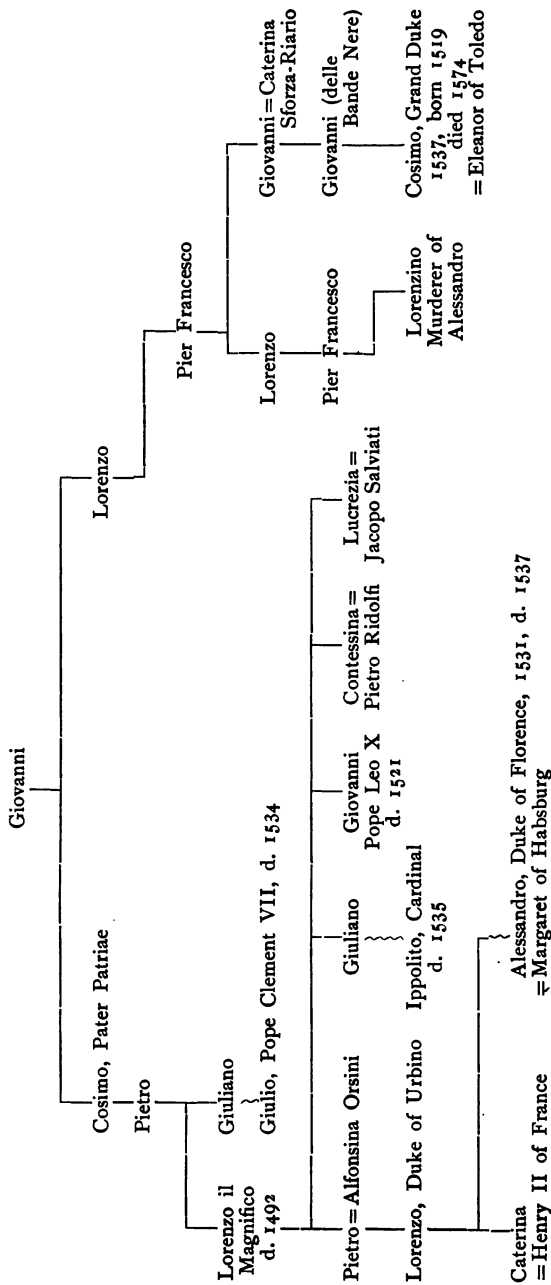 Giovanni
Cosimo, Pater Patriae
Lorenzo
Pietro
Pier Francesco
Lorenzo il
Magnifico
d. 1492
Giuliano
Giulio, Pope Clement VII, d. 1534
Lorenzo
Giovanni = Caterina
Sforza-Riario
Pietro = Alfonsina Orsini
Giuliano
Giovanni
Pope Leo X
d. 1521
Contessina =
Pietro Ridolfi
Lucrezia =
Jacopo Salviati
Pier Francesco
Giovanni (delle
Bande Nere)
Lorenzo, Duke of Urbino
Ippolito, Cardinal
d. 1535
Lorenzino
Murderer of
Alessandro
Cosimo, Grand Duke
1537, born 1519
died 1574
= Eleanor of Toledo
Caterina
= Henry II of France
Alessandro, Duke of Florence, 1531, d. 1537
= Margaret of Habsburg